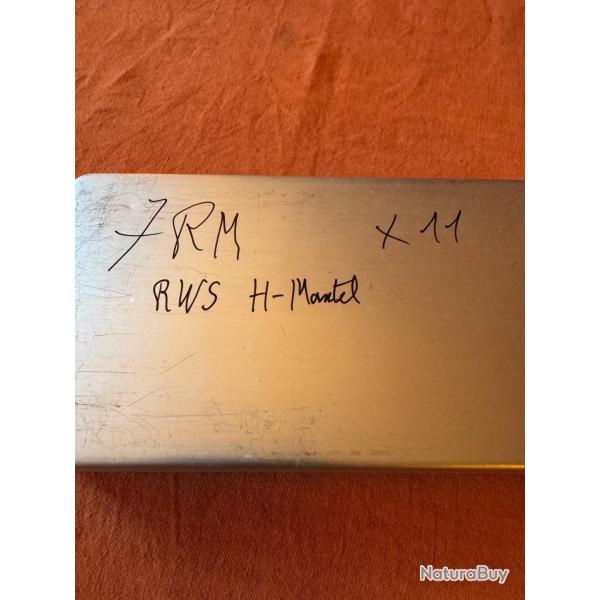 7RM x 11
RWS H-Mantel
NaturaBuy